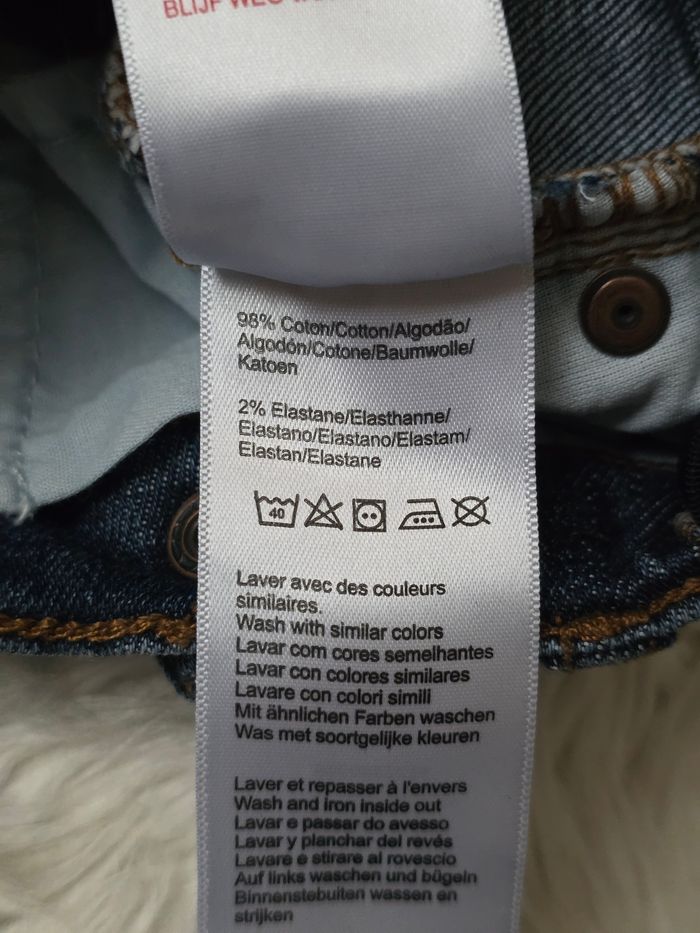 BLIJF
98% Coton/Cotton/Algodão/
Algodón/Cotone/Baumwolle/
Katoen
2% Elastane/Elasthanne/
Elastano/Elastano/Elastam/
Elastan/Elastane
40
Laver avec des couleurs
similaires.
Wash with similar colors
Lavar com cores semelhantes
Lavar con colores similares
Lavare con colori simili
Mit ähnlichen Farben waschen
Was met soortgelijke kleuren
Laver et repasser à l'envers
Wash and iron inside out
Lavar e passar do avesso
Lavar y planchar del revés
Lavare e stirare al rovescio
Auf links waschen und bügeln
Binnenstebuiten wassen en
strijken